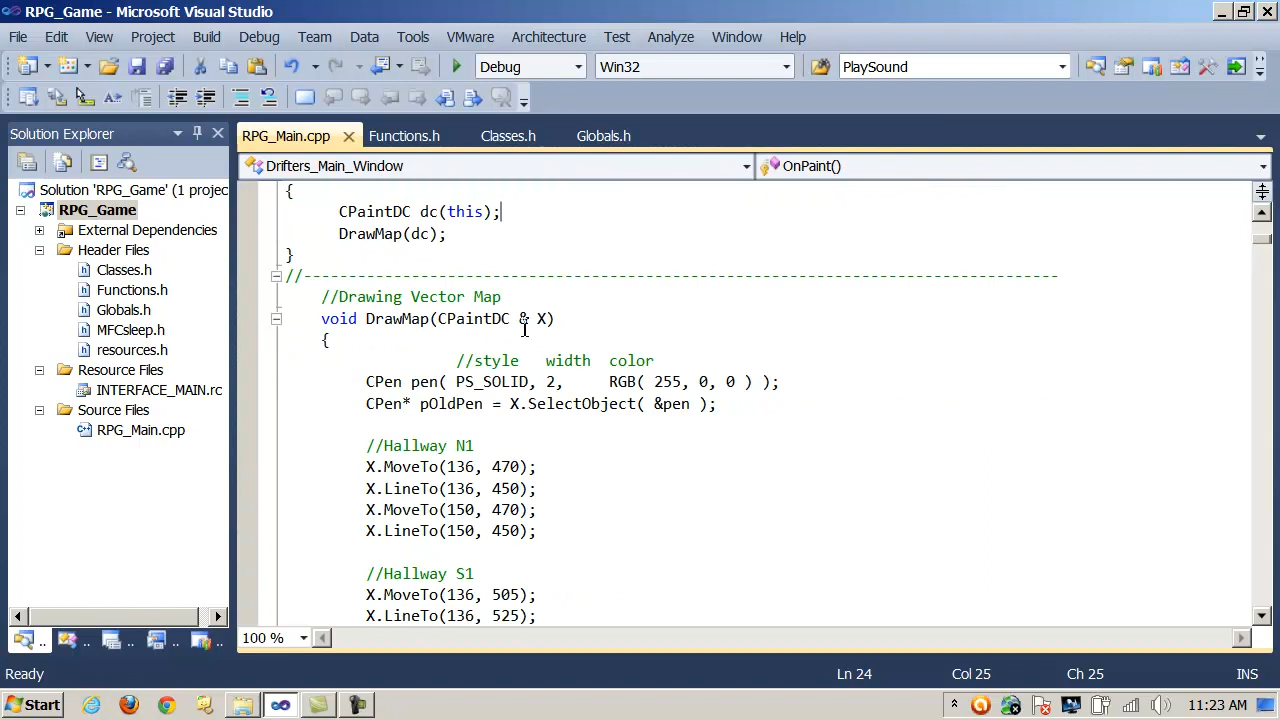 RPG_Game - Microsoft Visual Studio
File Edit View Project Build Debug Team Data Tools VMware Architecture Test Analyze Window Help
Debug Win32 PlaySound
Solution Explorer
RPG_Main.cpp Functions.h Classes.h Globals.h
Drifters_Main_Window OnPaint()
Solution 'RPG_Game' (1 projec
RPG_Game
External Dependencies
Header Files
Classes.h
Functions.h
Globals.h
MFCsleep.h
resources.h
Resource Files
INTERFACE_MAIN.rc
Source Files
RPG_Main.cpp
{
CPaintDC dc(this);
DrawMap(dc);
}
//------------------------------------------------------------------------------------
//Drawing Vector Map
void DrawMap(CPaintDC & X)
{
//style width color
CPen pen( PS_SOLID, 2, RGB( 255, 0, 0 ) );
CPen* pOldPen = X.SelectObject( &pen );
//Hallway N1
X.MoveTo(136, 470);
X.LineTo(136, 450);
X.MoveTo(150, 470);
X.LineTo(150, 450);
//Hallway S1
X.MoveTo(136, 505);
X.LineTo(136, 525);
100 %
Ready Ln 24 Col 25 Ch 25 INS
Start 11:23 AM